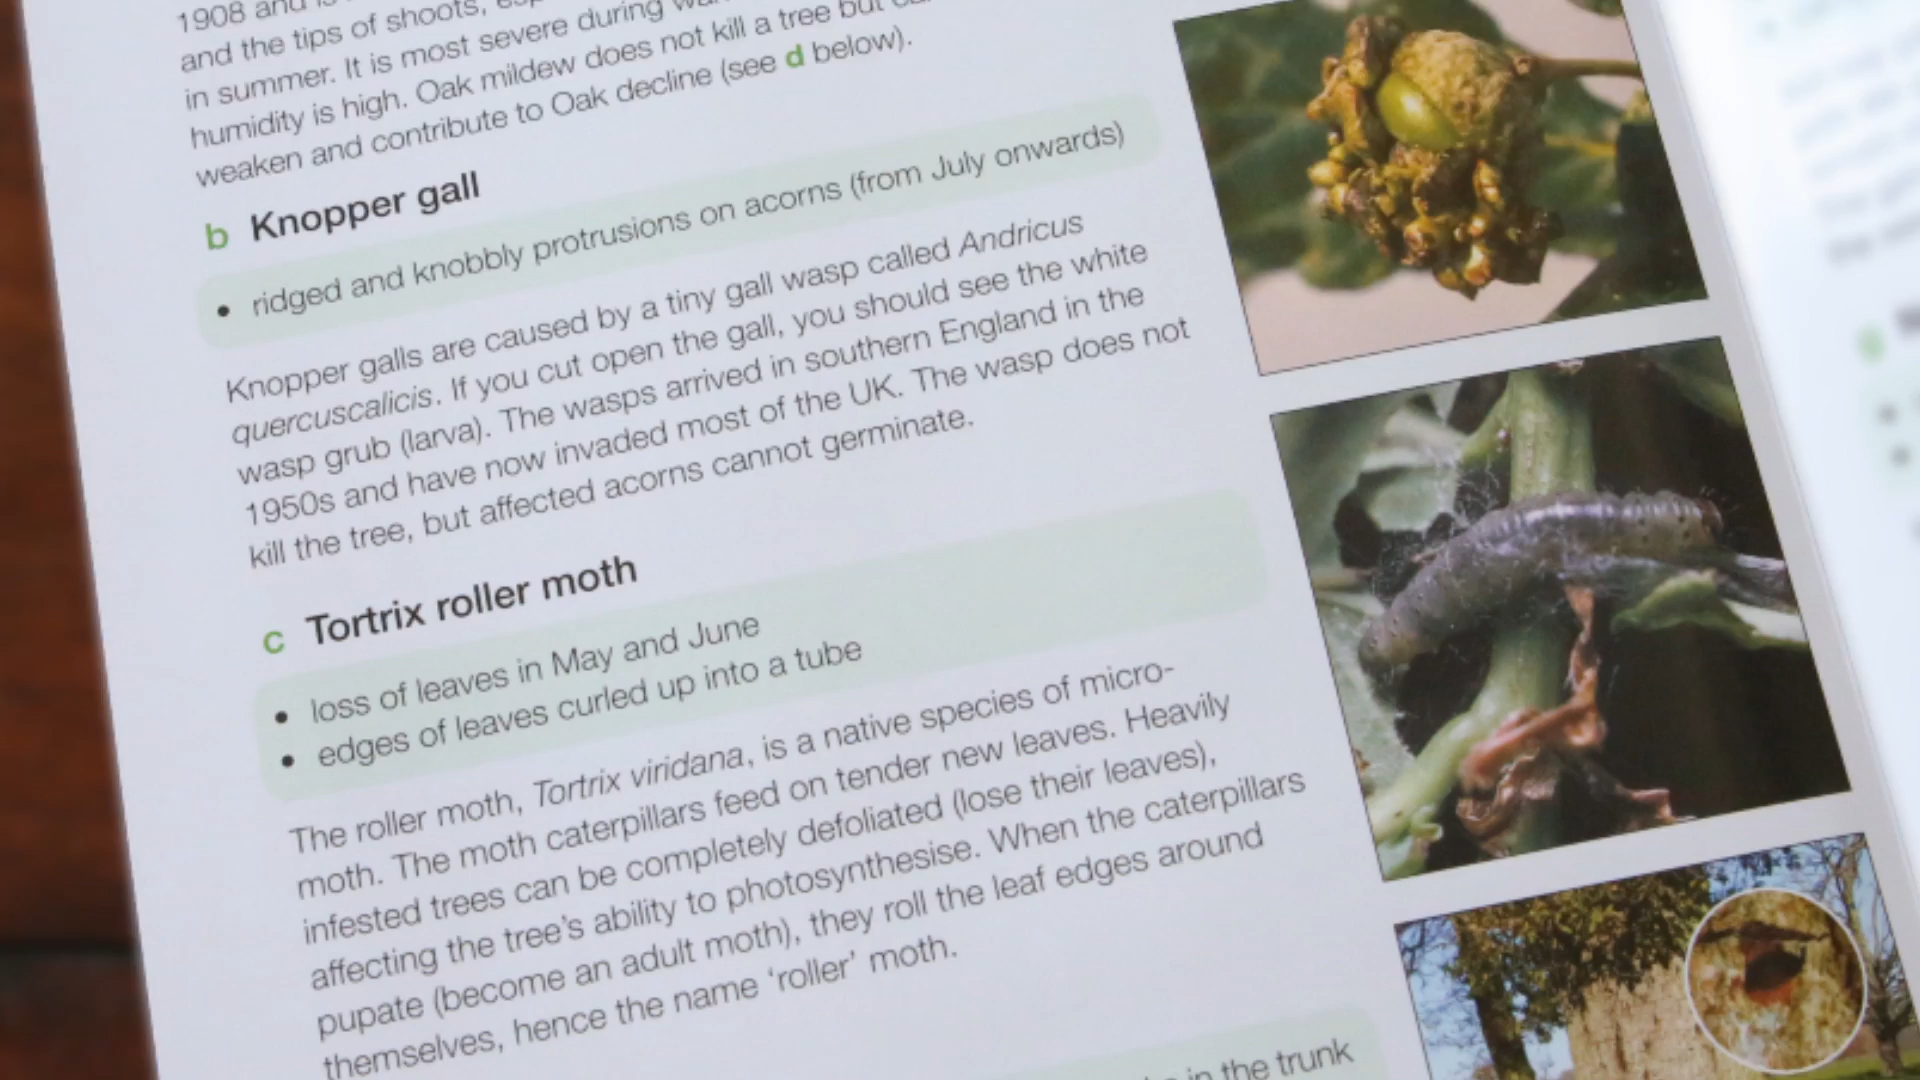 1908 and is
and the tips of shoots,
in summer. It is most severe during
humidity is high. Oak mildew does not kill a tree but
weaken and contribute to Oak decline (see d below).
b Knopper gall
• ridged and knobbly protrusions on acorns (from July onwards)
Knopper galls are caused by a tiny gall wasp called Andricus
quercuscalicis. If you cut open the gall, you should see the white
wasp grub (larva). The wasps arrived in southern England in the
1950s and have now invaded most of the UK. The wasp does not
kill the tree, but affected acorns cannot germinate.
c Tortrix roller moth
• loss of leaves in May and June
• edges of leaves curled up into a tube
The roller moth, Tortrix viridana, is a native species of micro-
moth. The moth caterpillars feed on tender new leaves. Heavily
infested trees can be completely defoliated (lose their leaves),
affecting the tree's ability to photosynthesise. When the caterpillars
pupate (become an adult moth), they roll the leaf edges around
themselves, hence the name ‘roller’ moth.
in the trunk